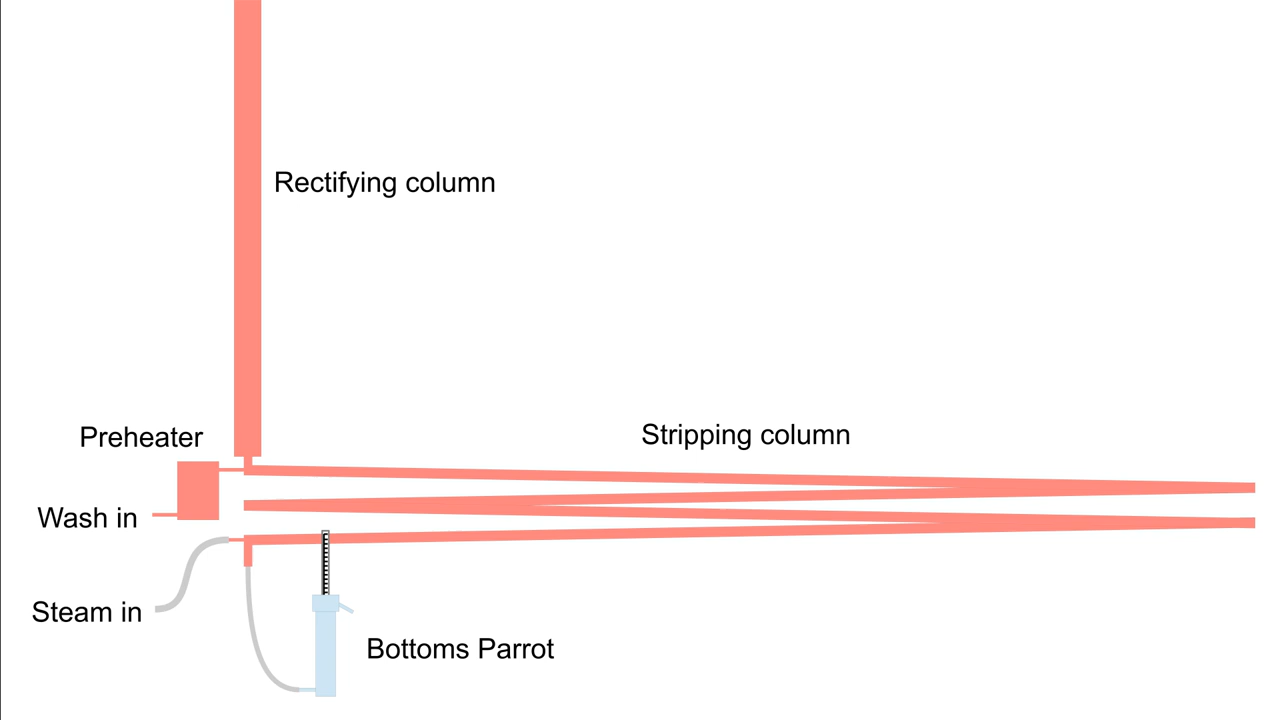 Rectifying column
Stripping column
Preheater
Wash in
Steam in
Bottoms Parrot